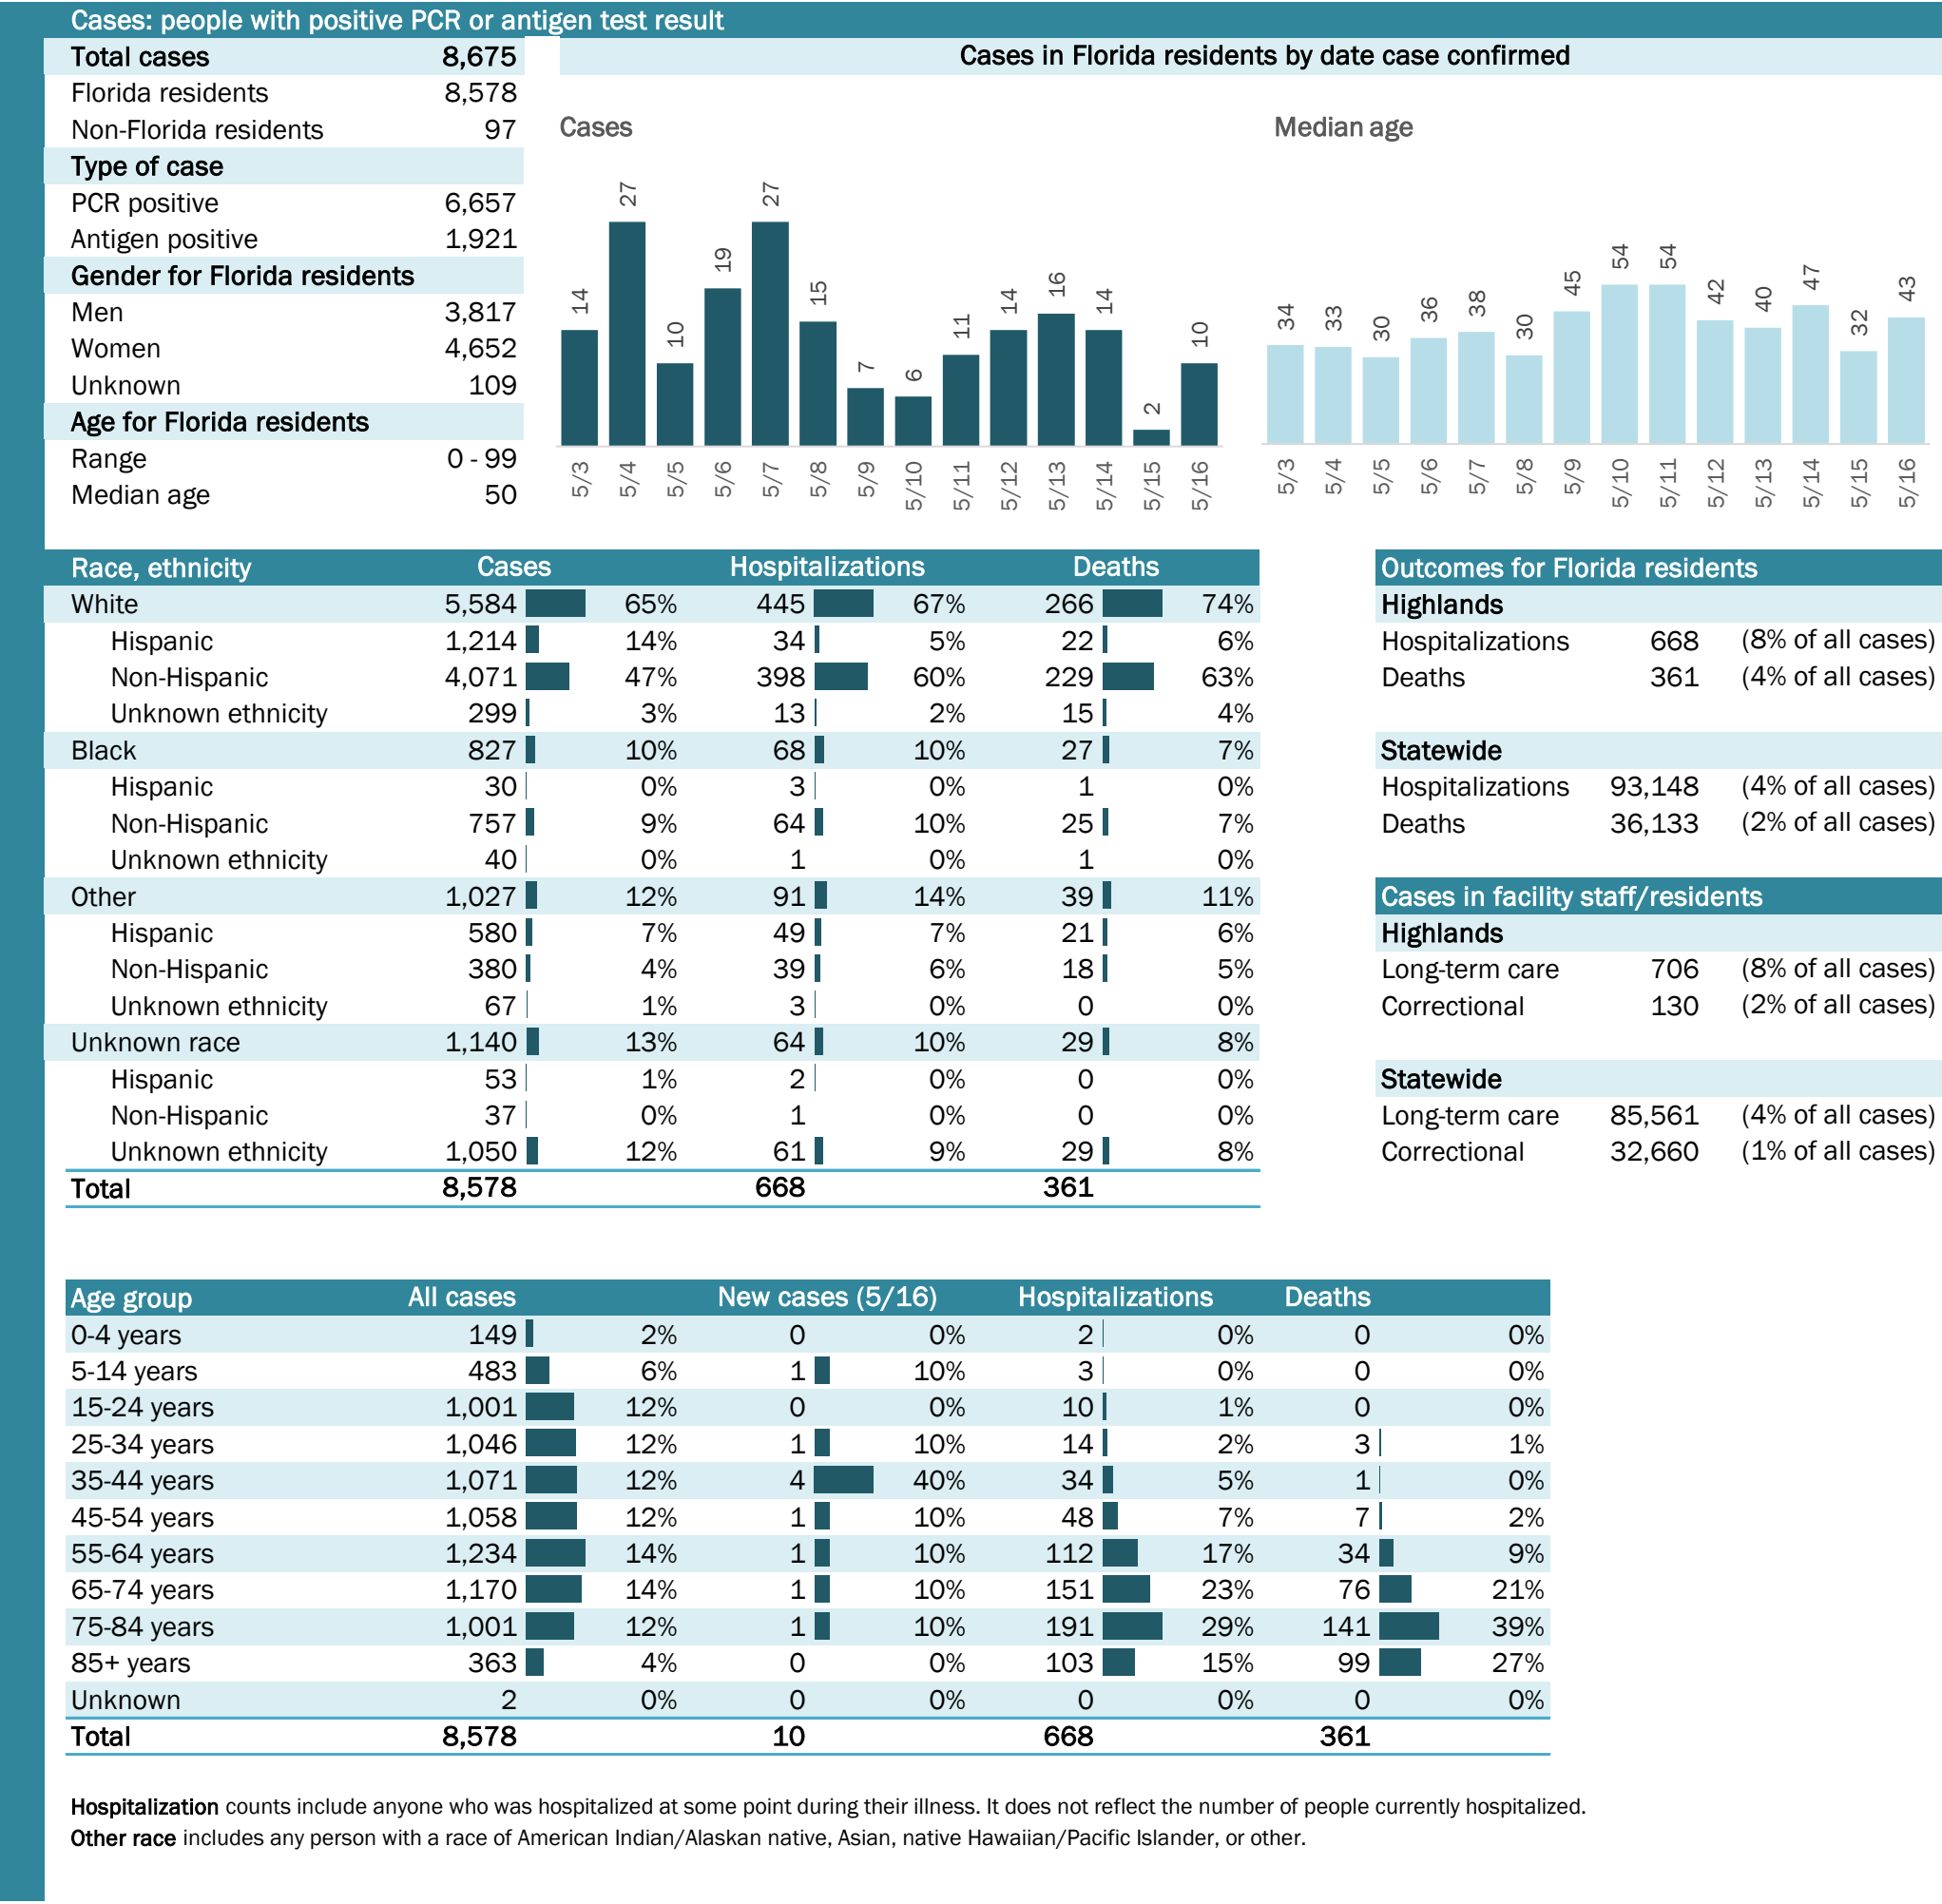 Cases: people with positive PCR or antigen test result
Total cases 8,675
Florida residents 8,578
Non-Florida residents 97
Type of case
PCR positive 6,657
Antigen positive 1,921
Gender for Florida residents
Men 3,817
Women 4,652
Unknown 109
Age for Florida residents
Range 0 - 99
Median age 50
Cases in Florida residents by date case confirmed
Cases
14 27 10 19 27 15 7 6 11 14 16 14 2 10
5/3 5/4 5/5 5/6 5/7 5/8 5/9 5/10 5/11 5/12 5/13 5/14 5/15 5/16
Median age
34 33 30 36 38 30 45 54 54 42 40 47 32 43
5/3 5/4 5/5 5/6 5/7 5/8 5/9 5/10 5/11 5/12 5/13 5/14 5/15 5/16
Race, ethnicity Cases Hospitalizations Deaths
White 5,584 65% 445 67% 266 74%
Hispanic 1,214 14% 34 5% 22 6%
Non-Hispanic 4,071 47% 398 60% 229 63%
Unknown ethnicity 299 3% 13 2% 15 4%
Black 827 10% 68 10% 27 7%
Hispanic 30 0% 3 0% 1 0%
Non-Hispanic 757 9% 64 10% 25 7%
Unknown ethnicity 40 0% 1 0% 1 0%
Other 1,027 12% 91 14% 39 11%
Hispanic 580 7% 49 7% 21 6%
Non-Hispanic 380 4% 39 6% 18 5%
Unknown ethnicity 67 1% 3 0% 0 0%
Unknown race 1,140 13% 64 10% 29 8%
Hispanic 53 1% 2 0% 0 0%
Non-Hispanic 37 0% 1 0% 0 0%
Unknown ethnicity 1,050 12% 61 9% 29 8%
Total 8,578 668 361
Outcomes for Florida residents
Highlands
Hospitalizations 668 (8% of all cases)
Deaths 361 (4% of all cases)
Statewide
Hospitalizations 93,148 (4% of all cases)
Deaths 36,133 (2% of all cases)
Cases in facility staff/residents
Highlands
Long-term care 706 (8% of all cases)
Correctional 130 (2% of all cases)
Statewide
Long-term care 85,561 (4% of all cases)
Correctional 32,660 (1% of all cases)
Age group All cases New cases (5/16) Hospitalizations Deaths
0-4 years 149 2% 0 0% 2 0% 0 0%
5-14 years 483 6% 1 10% 3 0% 0 0%
15-24 years 1,001 12% 0 0% 10 1% 0 0%
25-34 years 1,046 12% 1 10% 14 2% 3 1%
35-44 years 1,071 12% 4 40% 34 5% 1 0%
45-54 years 1,058 12% 1 10% 48 7% 7 2%
55-64 years 1,234 14% 1 10% 112 17% 34 9%
65-74 years 1,170 14% 1 10% 151 23% 76 21%
75-84 years 1,001 12% 1 10% 191 29% 141 39%
85+ years 363 4% 0 0% 103 15% 99 27%
Unknown 2 0% 0 0% 0 0% 0 0%
Total 8,578 10 668 361
Hospitalization counts include anyone who was hospitalized at some point during their illness. It does not reflect the number of people currently hospitalized.
Other race includes any person with a race of American Indian/Alaskan native, Asian, native Hawaiian/Pacific Islander, or other.